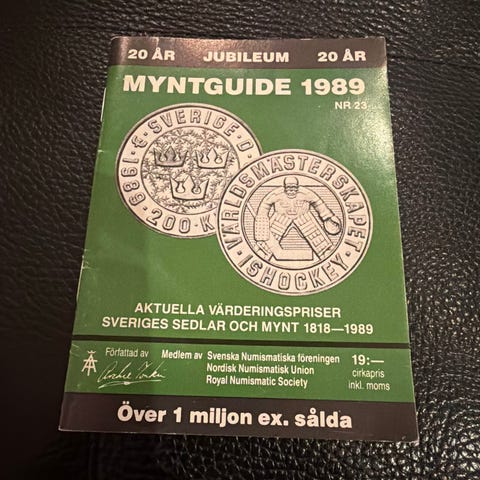 20 ÅR JUBILEUM 20 ÅR
MYNTGUIDE 1989
NR 23
SVERIGE
1989
200 K
VÄRLDSMÄSTERSKAPET
ISHOCKEY
AKTUELLA VÄRDERINGSPRISER
SVERIGES SEDLAR OCH MYNT 1818—1989
Författad av
Medlem av Svenska Numismatiska föreningen
Nordisk Numismatisk Union
Royal Numismatic Society
19:—
cirkapris
inkl. moms
Över 1 miljon ex. sålda